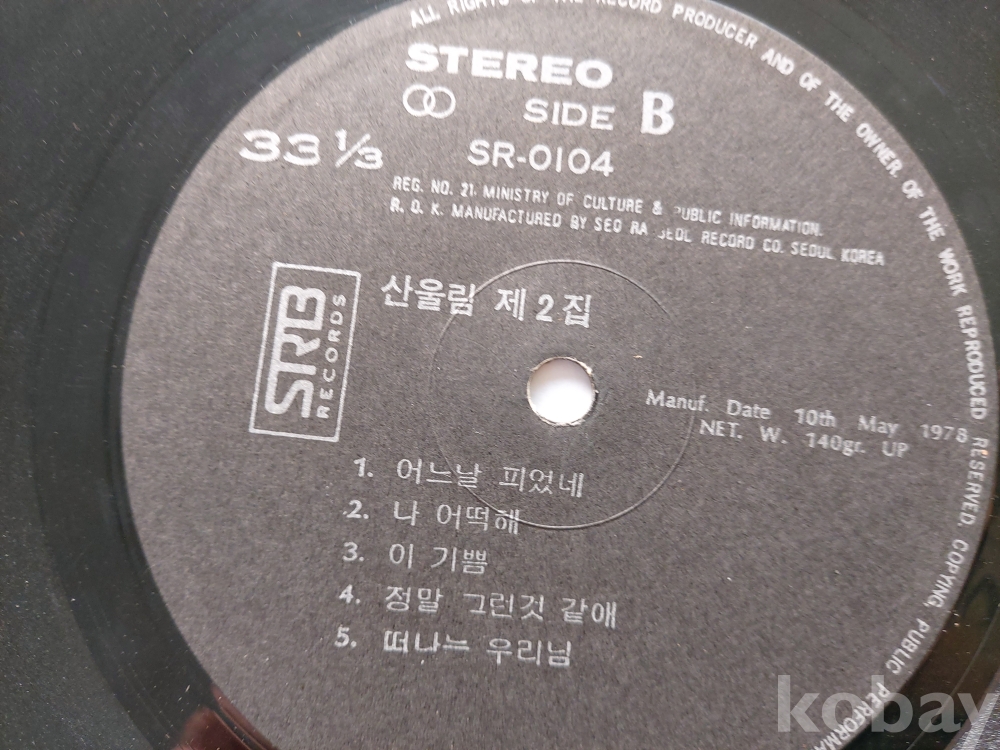 ALL RIGHTS OF THE RECORD PRODUCER AND OF THE OWNER OF THE WORK REPRODUCED RESERVED. COPYING, PUBLIC
STEREO
SIDE B
33 1/3
SR-0104
REG. NO. 21. MINISTRY OF CULTURE & PUBLIC INFORMATION.
R. O. K. MANUFACTURED BY SEO RA BEOL RECORD CO. SEOUL KOREA
SRB
RECORDS
산울림 제2집
Manuf. Date 10th May 1978
NET. W. 140gr. UP
1. 어느날 피었네
2. 나 어떡해
3. 이 기쁨
4. 정말 그런것 같애
5. 떠나는 우리님
kobay